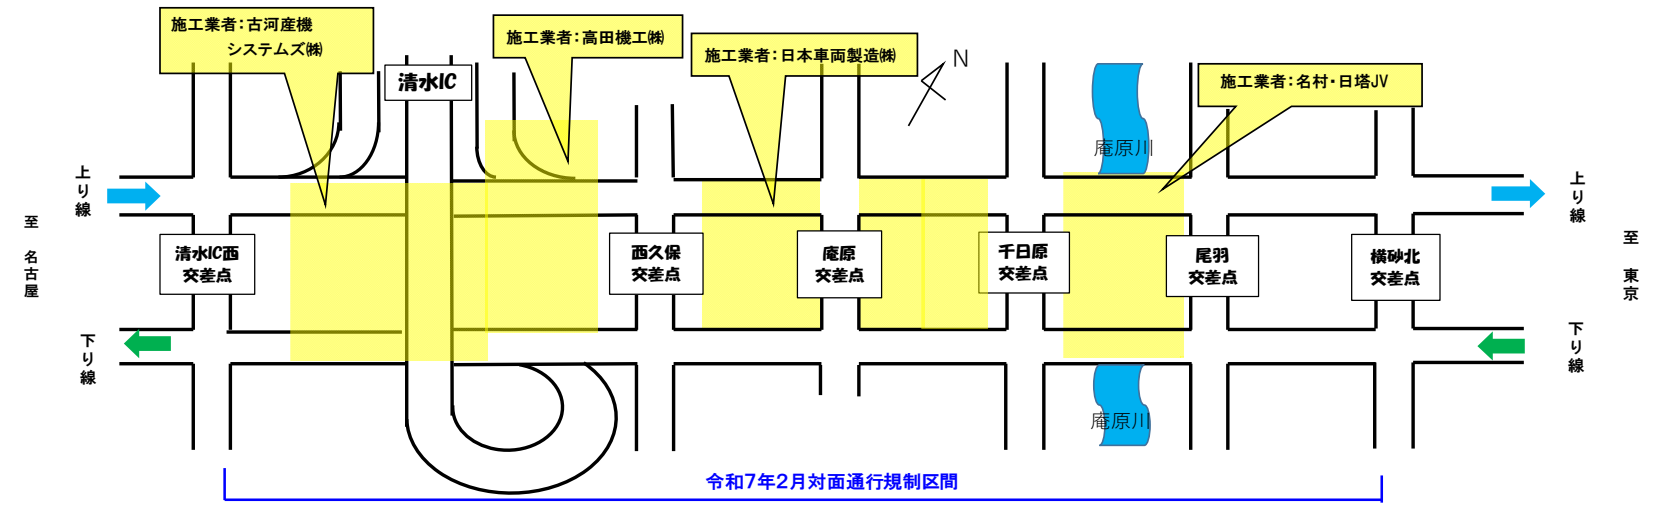 施工業者：古河産機
システムズ㈱
施工業者：高田機工㈱
施工業者：日本車両製造㈱
施工業者：名村・日塔JV
清水IC
N
庵原川
上り線
上り線
至 名古屋
至 東京
清水IC西
交差点
西久保
交差点
庵原
交差点
千日原
交差点
尾羽
交差点
横砂北
交差点
下り線
下り線
庵原川
令和7年2月対面通行規制区間